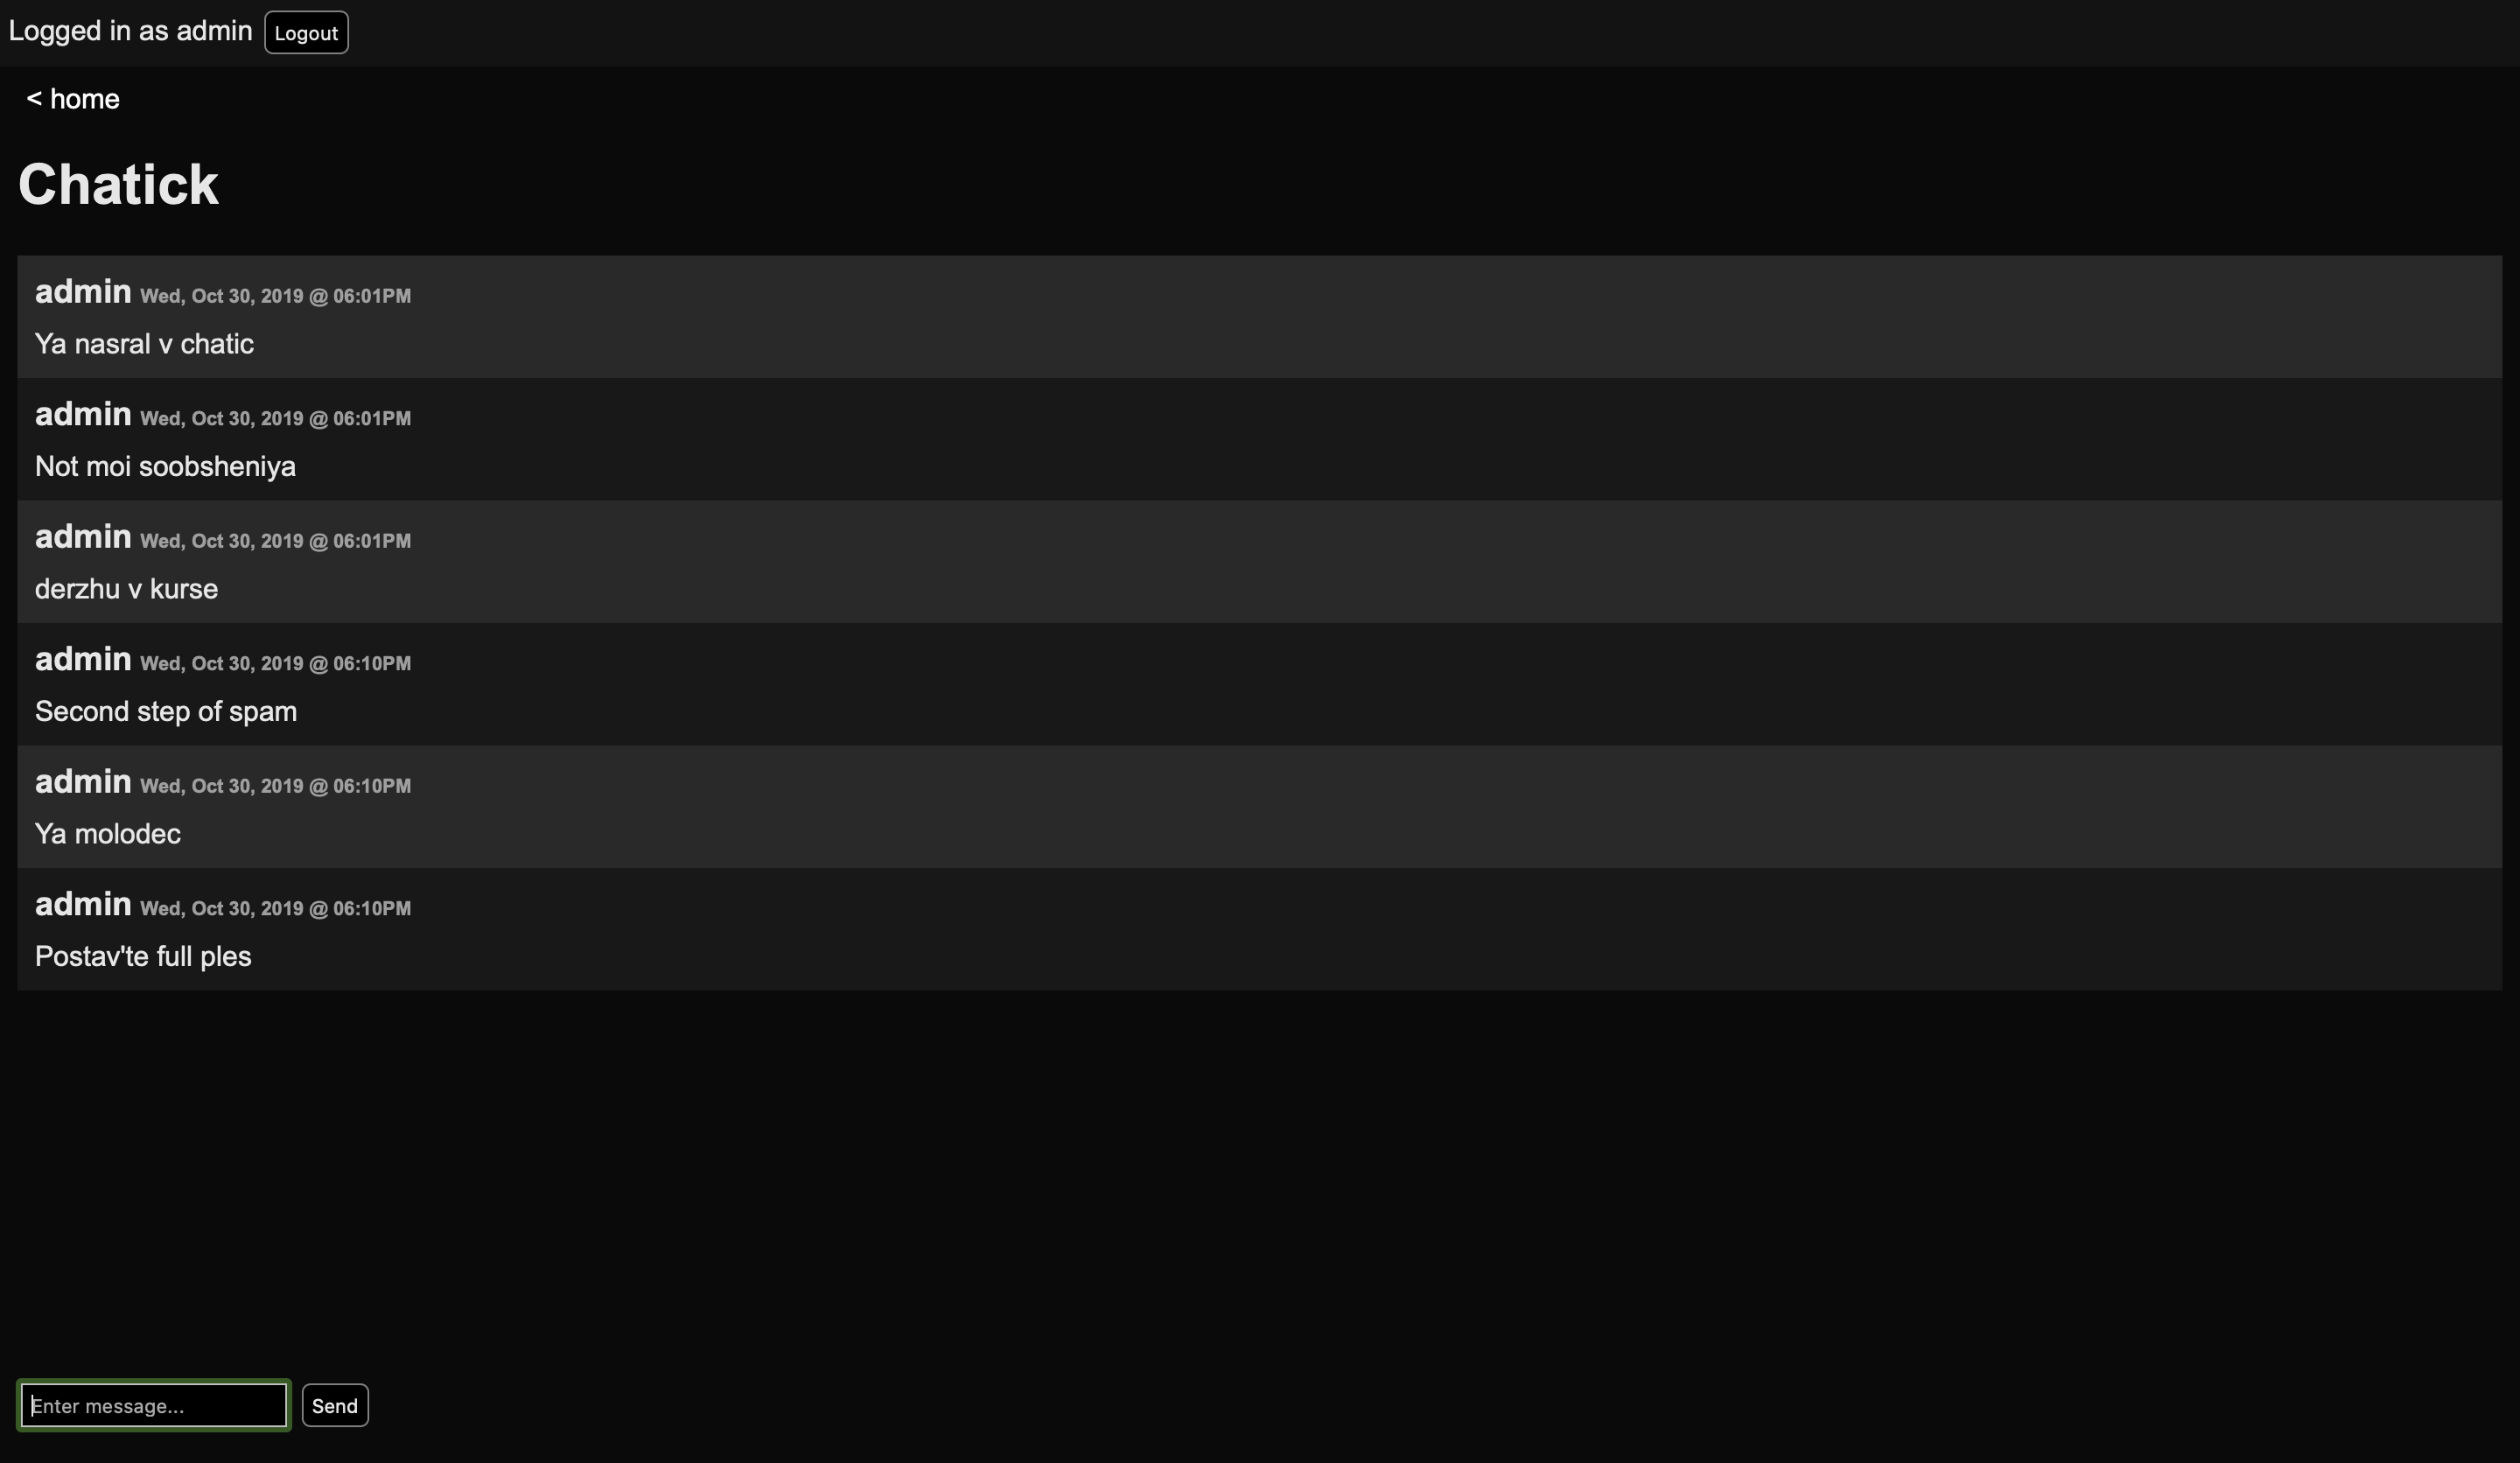 Logged in as admin Logout
< home
Chatick
admin Wed, Oct 30, 2019 @ 06:01PM
Ya nasral v chatic
admin Wed, Oct 30, 2019 @ 06:01PM
Not moi soobsheniya
admin Wed, Oct 30, 2019 @ 06:01PM
derzhu v kurse
admin Wed, Oct 30, 2019 @ 06:10PM
Second step of spam
admin Wed, Oct 30, 2019 @ 06:10PM
Ya molodec
admin Wed, Oct 30, 2019 @ 06:10PM
Postav'te full ples
Enter message... Send